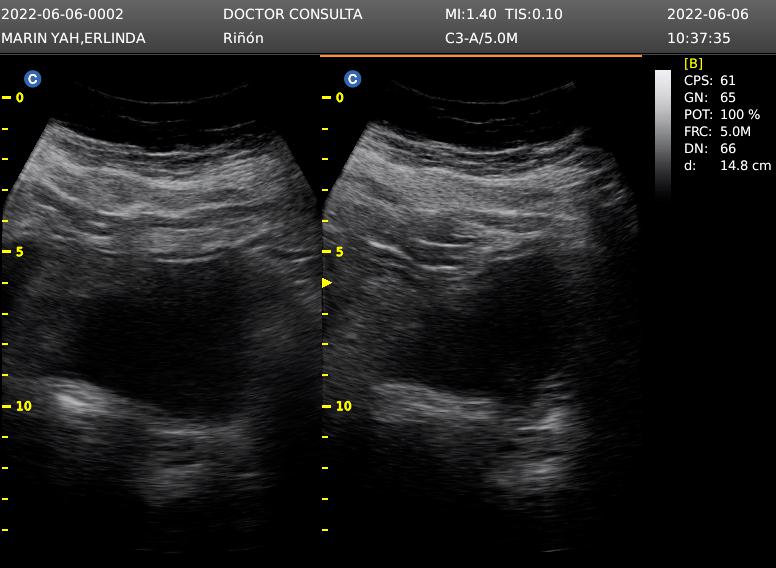 2022-06-06-0002 DOCTOR CONSULTA MI:1.40 TIS:0.10 2022-06-06
MARIN YAH,ERLINDA Riñón C3-A/5.0M 10:37:35
[B]
CPS: 61
GN: 65
POT: 100 %
FRC: 5.0M
DN: 66
d: 14.8 cm
C C
0 0
5 5
10 10